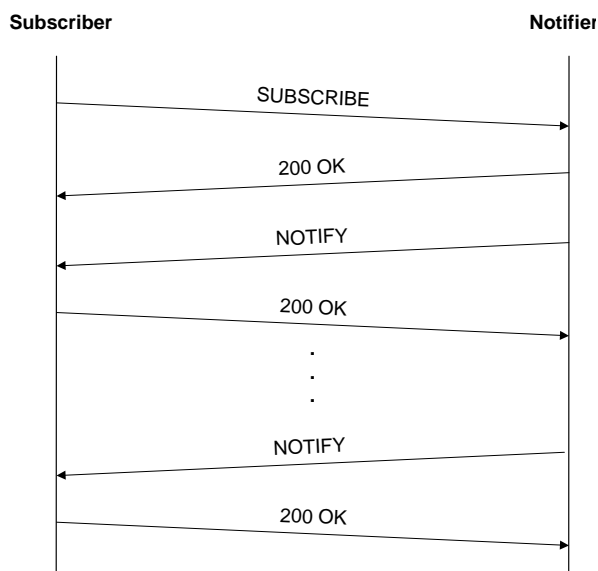 Subscriber
Notifier
SUBSCRIBE
200 OK
NOTIFY
200 OK
.
.
.
NOTIFY
200 OK